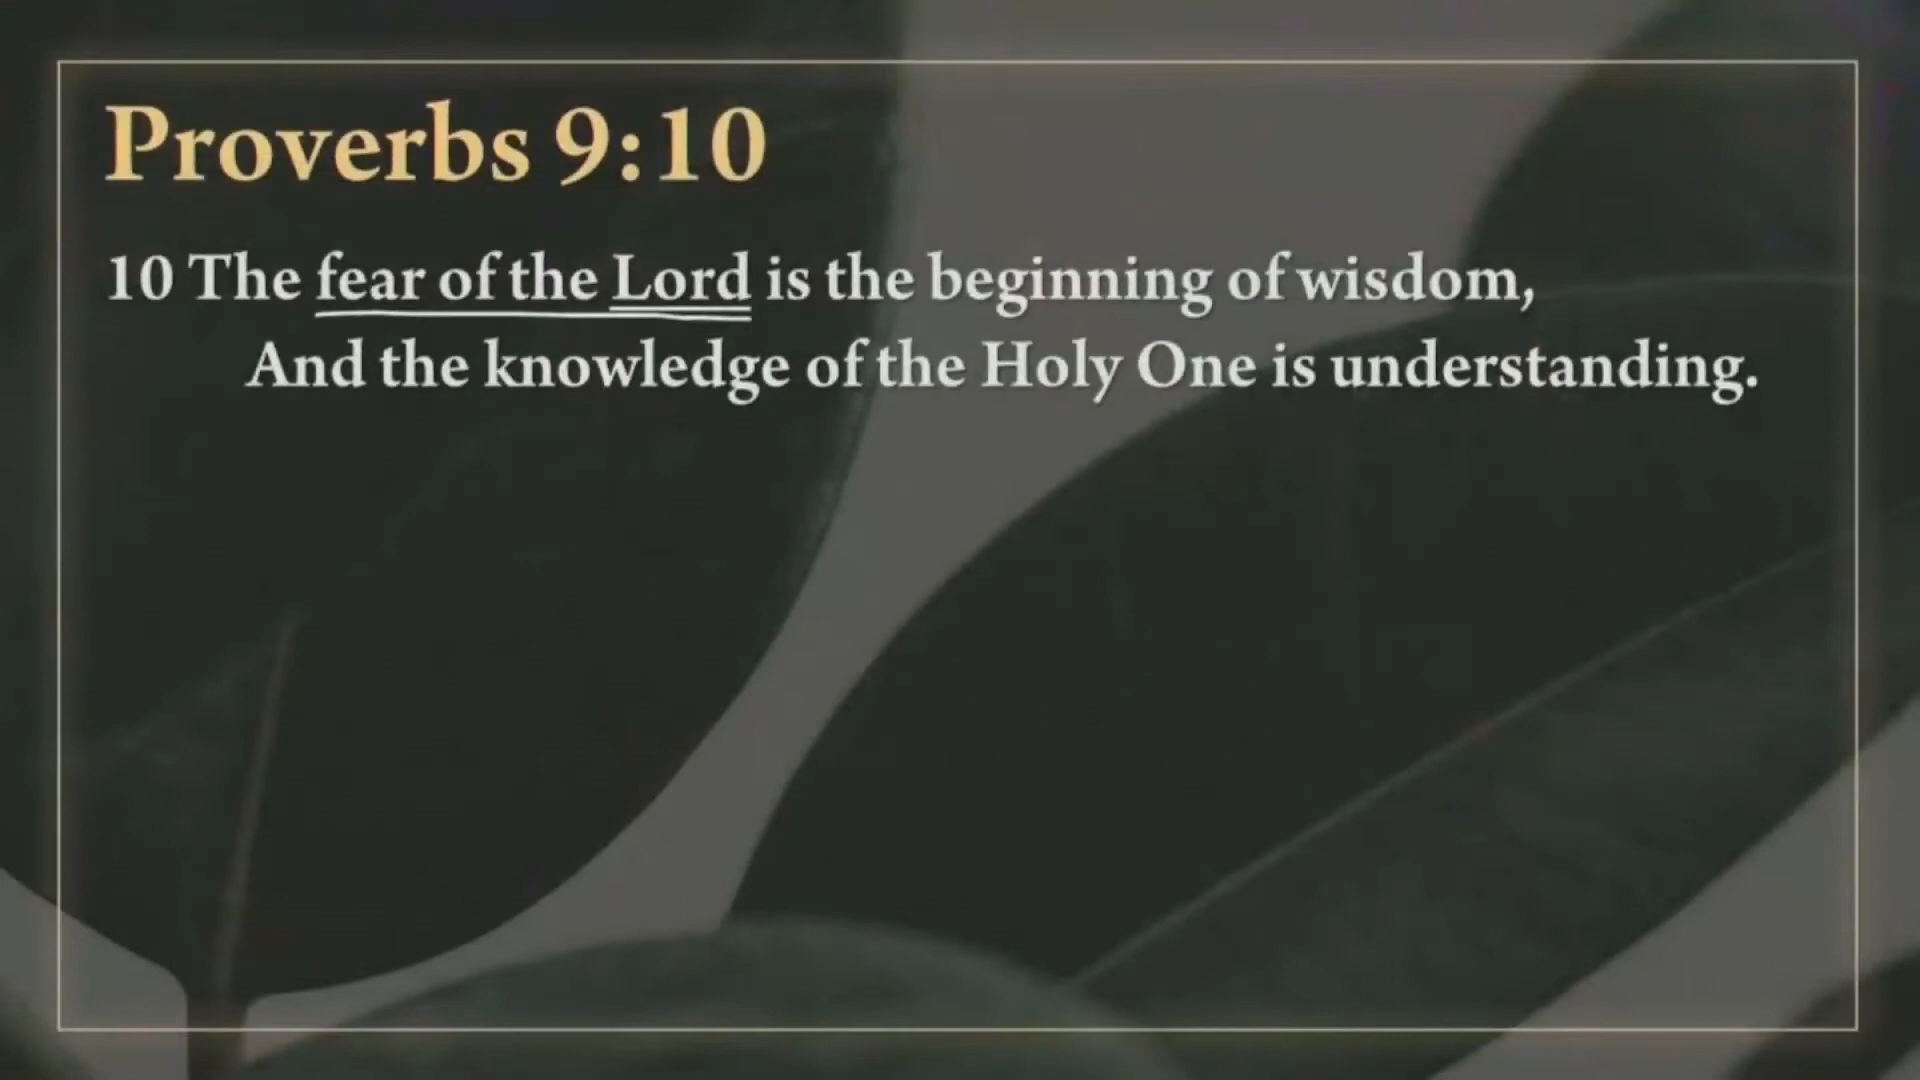 Proverbs 9:10
10 The fear of the Lord is the beginning of wisdom,
And the knowledge of the Holy One is understanding.